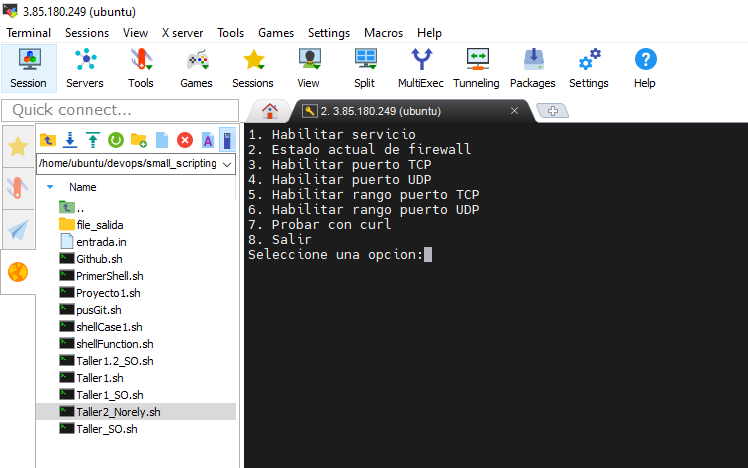 3.85.180.249 (ubuntu)
Terminal Sessions View X server Tools Games Settings Macros Help
Session Servers Tools Games Sessions View Split MultiExec Tunneling Packages Settings Help
Quick connect...
2. 3.85.180.249 (ubuntu)
/home/ubuntu/devops/small_scripting
Name
..
file_salida
entrada.in
Github.sh
PrimerShell.sh
Proyecto1.sh
pusGit.sh
shellCase1.sh
shellFunction.sh
Taller1.2_SO.sh
Taller1.sh
Taller1_SO.sh
Taller2_Norely.sh
Taller_SO.sh
1. Habilitar servicio
2. Estado actual de firewall
3. Habilitar puerto TCP
4. Habilitar puerto UDP
5. Habilitar rango puerto TCP
6. Habilitar rango puerto UDP
7. Probar con curl
8. Salir
Seleccione una opcion: